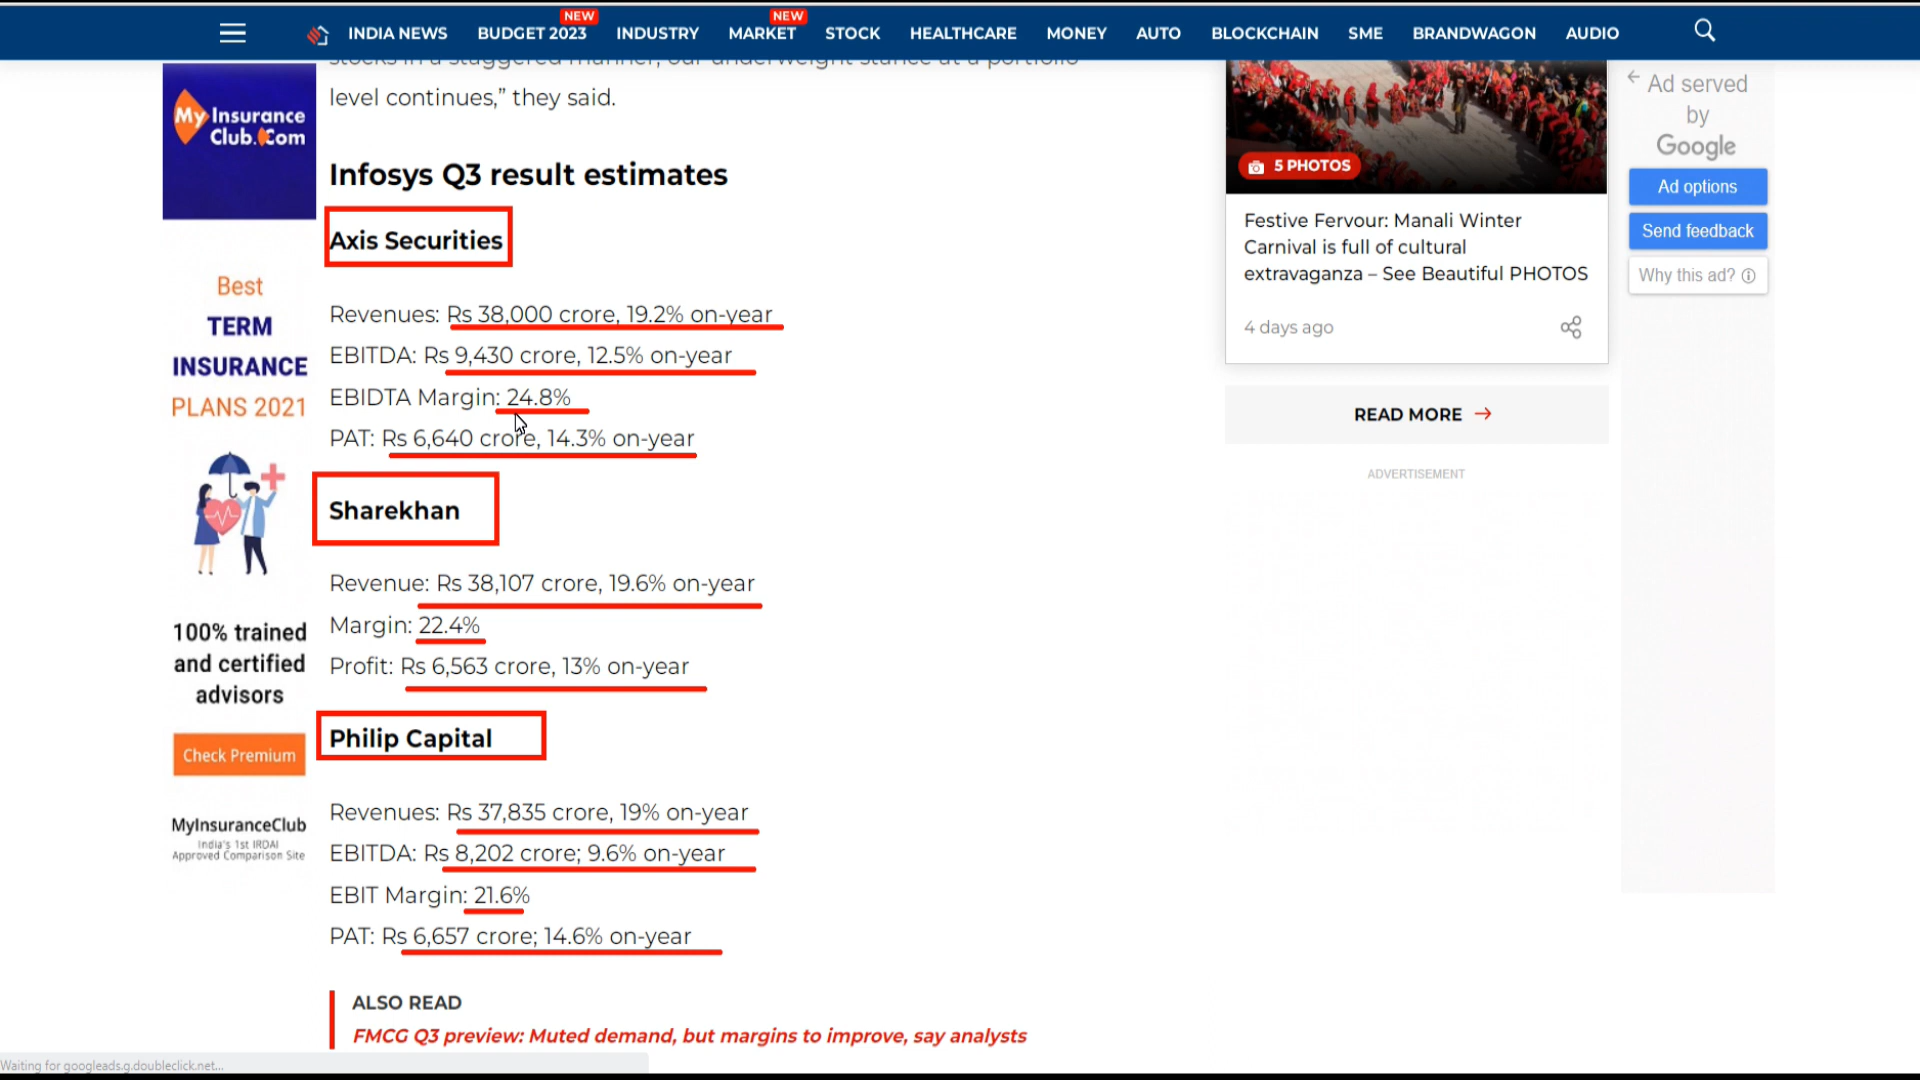 NEW
NEW
INDIA NEWS BUDGET 2023 INDUSTRY MARKET STOCK HEALTHCARE MONEY AUTO BLOCKCHAIN SME BRANDWAGON AUDIO
stocks in a staggered manner, our underweight stance at a portfolio
level continues,” they said.
Infosys Q3 result estimates
Axis Securities
Revenues: Rs 38,000 crore, 19.2% on-year
EBITDA: Rs 9,430 crore, 12.5% on-year
EBIDTA Margin: 24.8%
PAT: Rs 6,640 crore, 14.3% on-year
Sharekhan
Revenue: Rs 38,107 crore, 19.6% on-year
Margin: 22.4%
Profit: Rs 6,563 crore, 13% on-year
Philip Capital
Revenues: Rs 37,835 crore, 19% on-year
EBITDA: Rs 8,202 crore; 9.6% on-year
EBIT Margin: 21.6%
PAT: Rs 6,657 crore; 14.6% on-year
ALSO READ
FMCG Q3 preview: Muted demand, but margins to improve, say analysts
My Insurance
Club.Com
Best
TERM
INSURANCE
PLANS 2021
100% trained
and certified
advisors
Check Premium
MyInsuranceClub
India's 1st IRDAI
Approved Comparison Site
5 PHOTOS
Festive Fervour: Manali Winter
Carnival is full of cultural
extravaganza – See Beautiful PHOTOS
4 days ago
READ MORE
ADVERTISEMENT
Ad served
by
Google
Ad options
Send feedback
Why this ad?
Waiting for googleads.g.doubleclick.net...